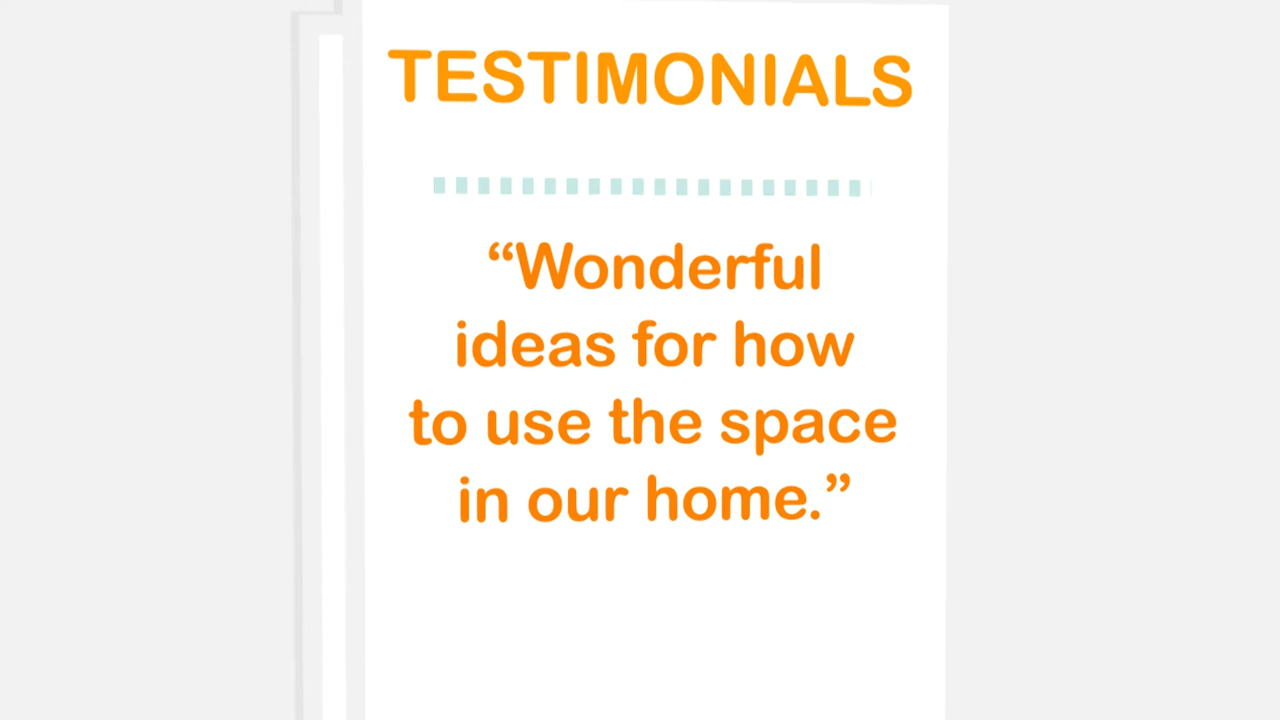 TESTIMONIALS
“Wonderful
ideas for how
to use the space
in our home.”